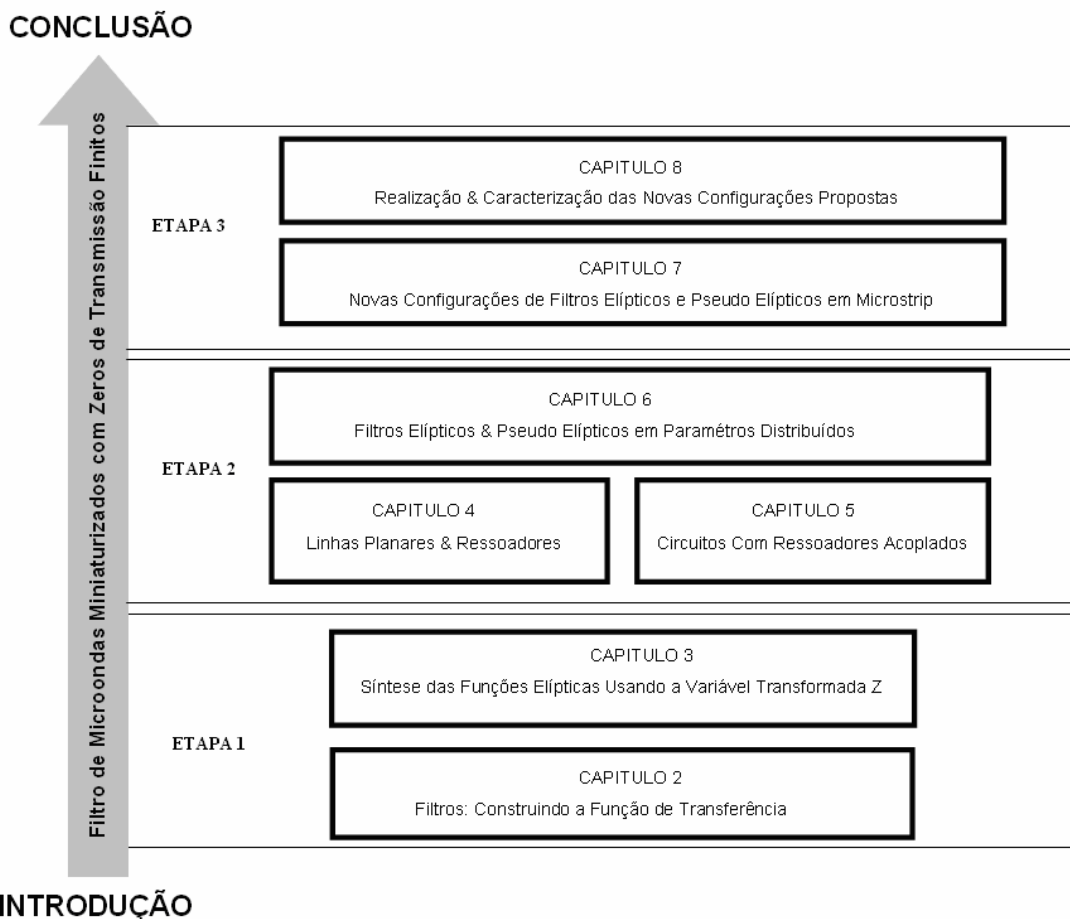 CONCLUSÃO
Filtro de Microondas Miniaturizados com Zeros de Transmissão Finitos
ETAPA 3
CAPITULO 8
Realização & Caracterização das Novas Configurações Propostas
CAPITULO 7
Novas Configurações de Filtros Elípticos e Pseudo Elípticos em Microstrip
ETAPA 2
CAPITULO 6
Filtros Elípticos & Pseudo Elípticos em Paramétros Distribuídos
CAPITULO 4
Linhas Planares & Ressoadores
CAPITULO 5
Circuitos Com Ressoadores Acoplados
ETAPA 1
CAPITULO 3
Síntese das Funções Elípticas Usando a Variável Transformada Z
CAPITULO 2
Filtros: Construindo a Função de Transferência
INTRODUÇÃO